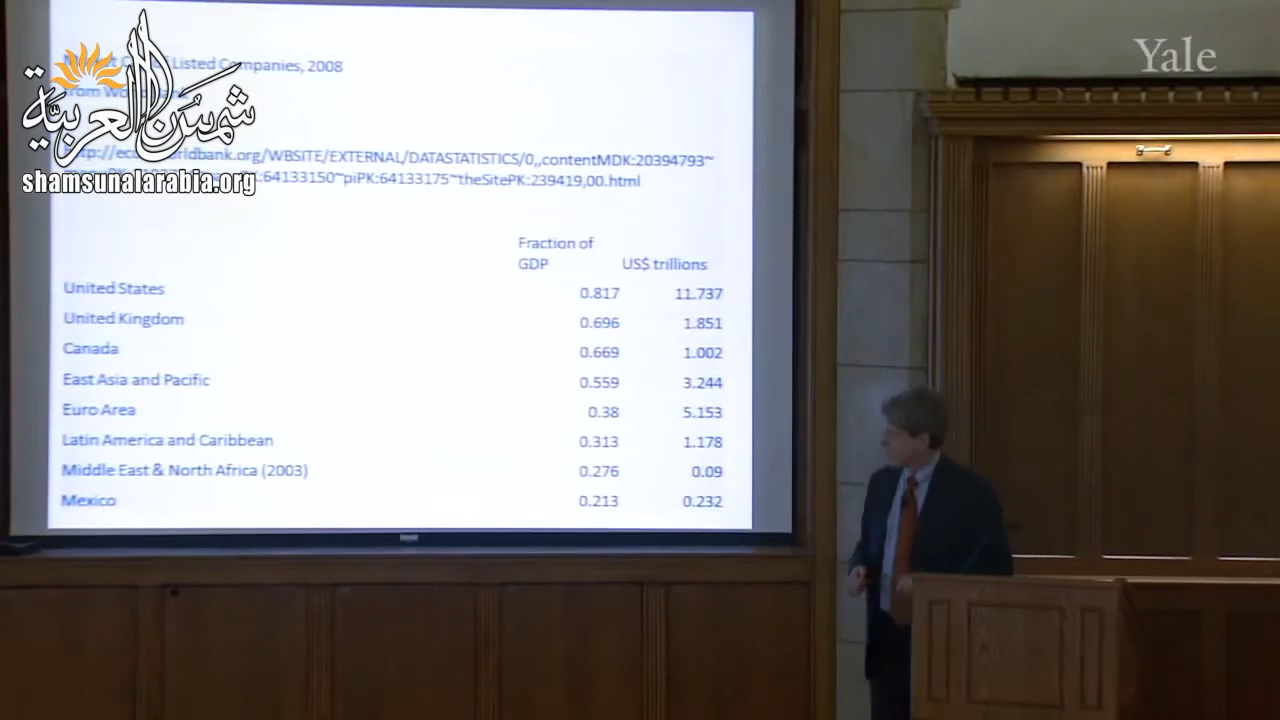 Listed Companies, 2008
from
شمس العربية
shamsunalarabia.org
Yale
worldbank.org/WBSITE/EXTERNAL/DATASTATISTICS/0,,contentMDK:20394793~
:64133150~piPK:64133175~theSitePK:239419,00.html
Fraction of
GDP US$ trillions
United States 0.817 11.737
United Kingdom 0.696 1.851
Canada 0.669 1.002
East Asia and Pacific 0.559 3.244
Euro Area 0.38 5.153
Latin America and Caribbean 0.313 1.178
Middle East & North Africa (2003) 0.276 0.09
Mexico 0.213 0.232